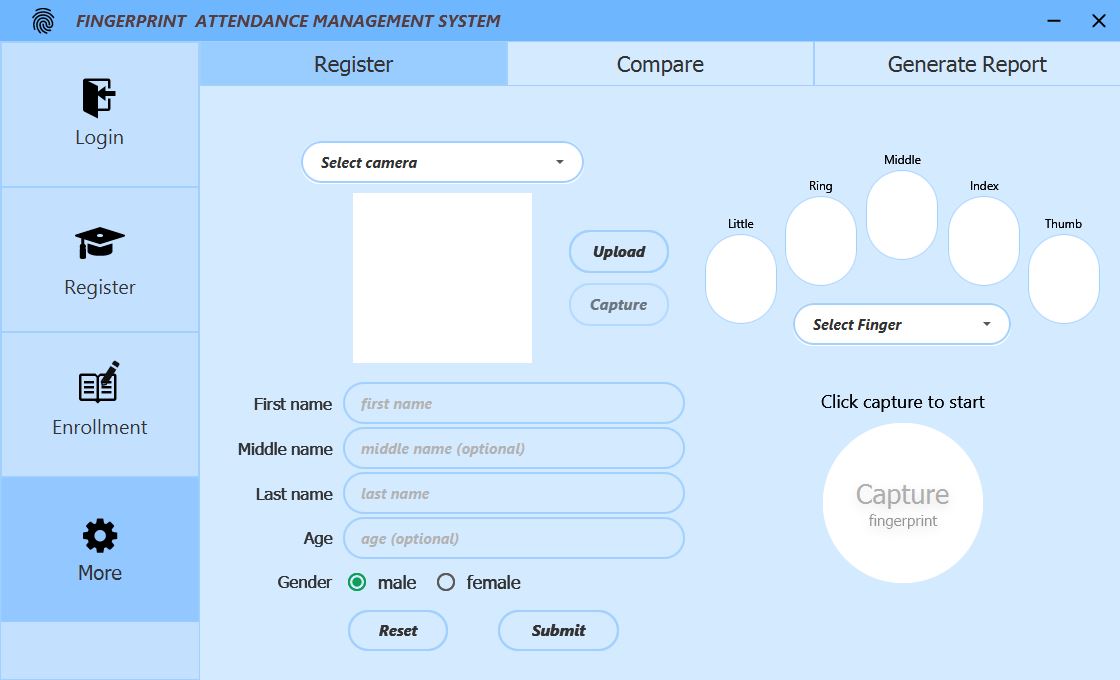 FINGERPRINT ATTENDANCE MANAGEMENT SYSTEM
Login
Register
Enrollment
More
Register
Compare
Generate Report
Select camera
Upload
Capture
First name
first name
Middle name
middle name (optional)
Last name
last name
Age
age (optional)
Gender
male
female
Reset
Submit
Little
Ring
Middle
Index
Thumb
Select Finger
Click capture to start
Capture
fingerprint